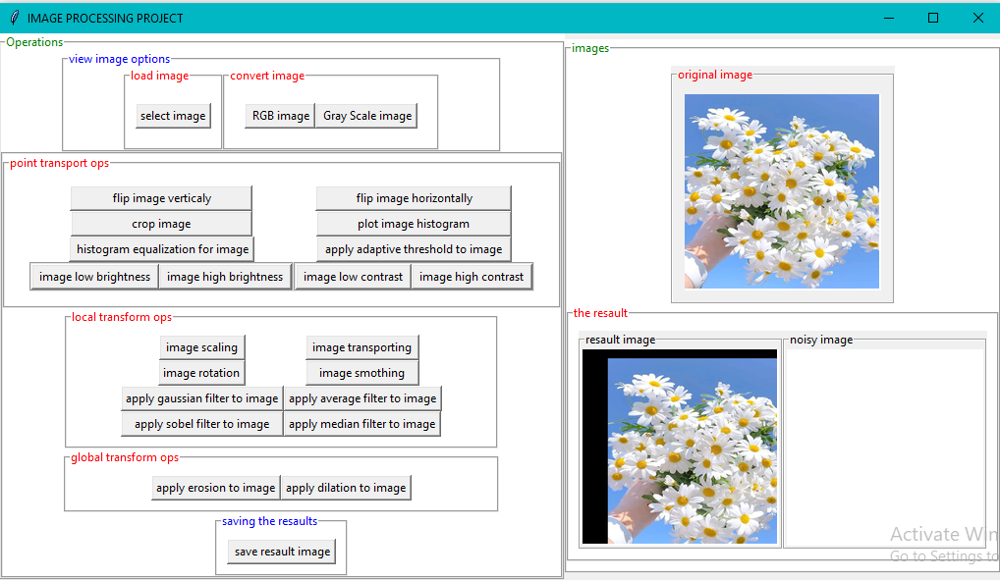 IMAGE PROCESSING PROJECT
Operations
view image options
load image
convert image
select image
RGB image
Gray Scale image
point transport ops
flip image verticaly
flip image horizontally
crop image
plot image histogram
histogram equalization for image
apply adaptive threshold to image
image low brightness
image high brightness
image low contrast
image high contrast
local transform ops
image scaling
image transporting
image rotation
image smothing
apply gaussian filter to image
apply average filter to image
apply sobel filter to image
apply median filter to image
global transform ops
apply erosion to image
apply dilation to image
saving the resaults
save resault image
images
original image
the resault
resault image
noisy image
Activate Win
Go to Settings to